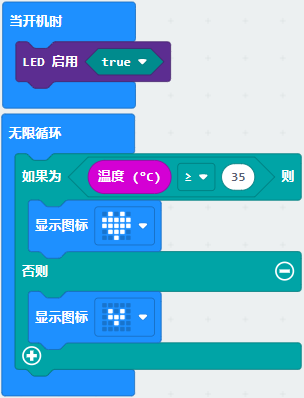 当开机时
LED 启用 true
无限循环
如果为 温度 (°C) ≥ 35 则
显示图标
否则
显示图标